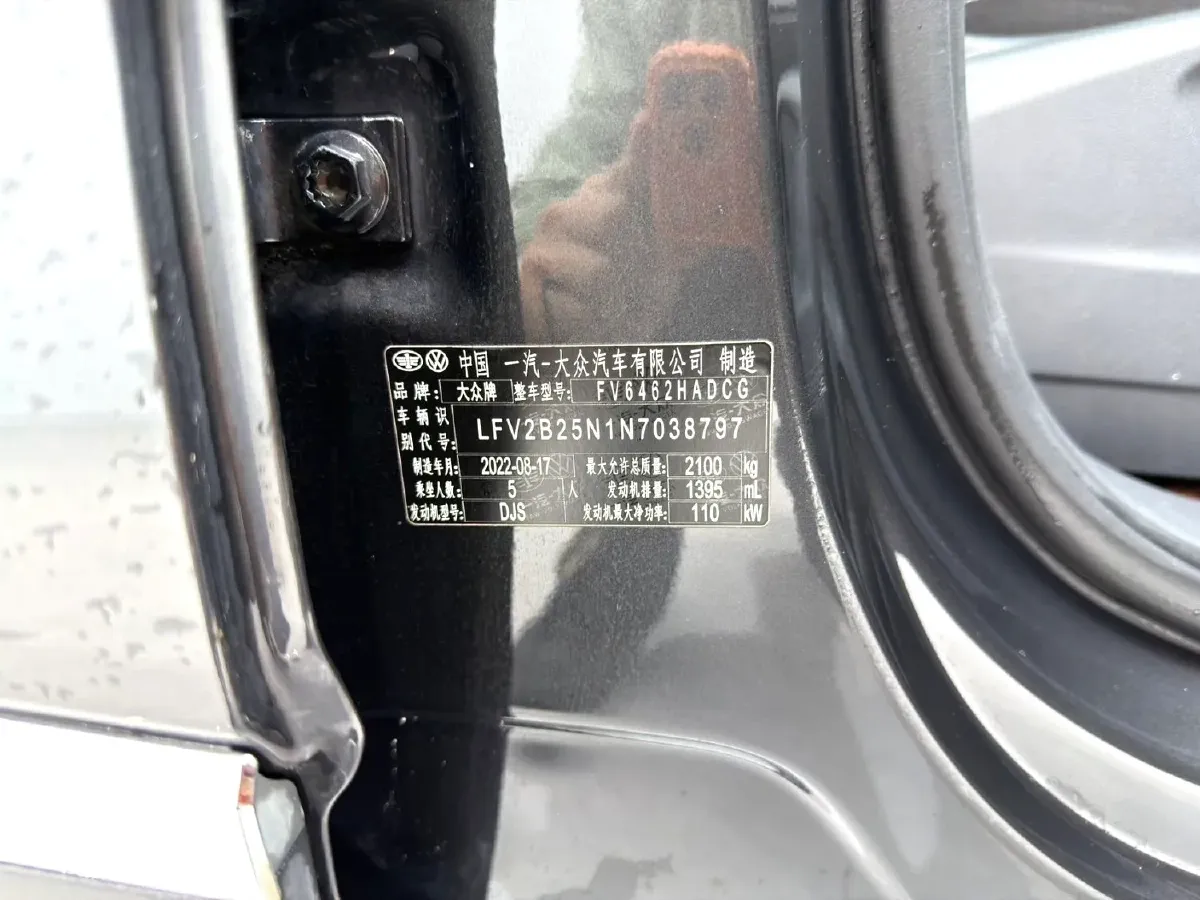 中国 一汽-大众汽车有限公司 制造
品牌: 大众牌 整车型号: FV6462HADCG
车辆识别代号: LFV2B25N1N7038797
制造年月: 2022-08-17 最大允许总质量: 2100 kg
乘坐人数: 5 人 发动机排量: 1395 mL
发动机型号: DJS 发动机最大净功率: 110 kW